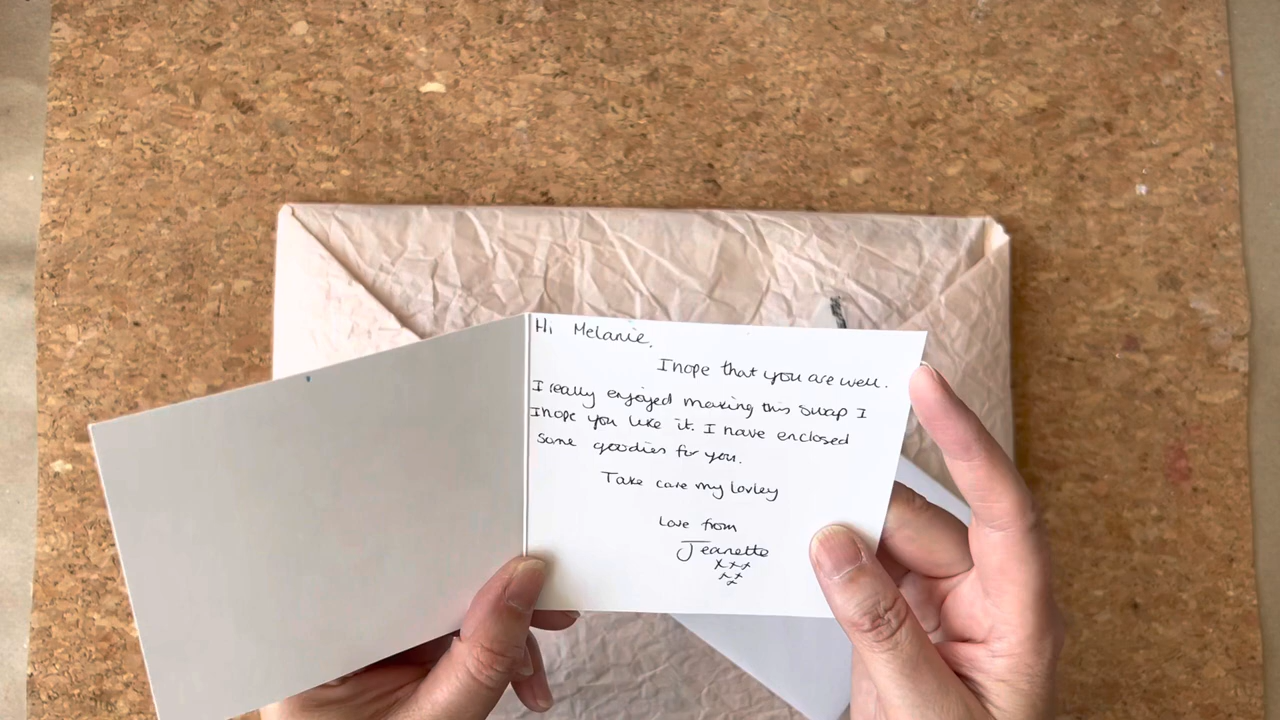 Hi Melanie,
I hope that you are well.
I really enjoyed making this swap I
I hope you like it. I have enclosed
some goodies for you.
Take care my lovley
Love from
Jeanette
xxx
xx
x